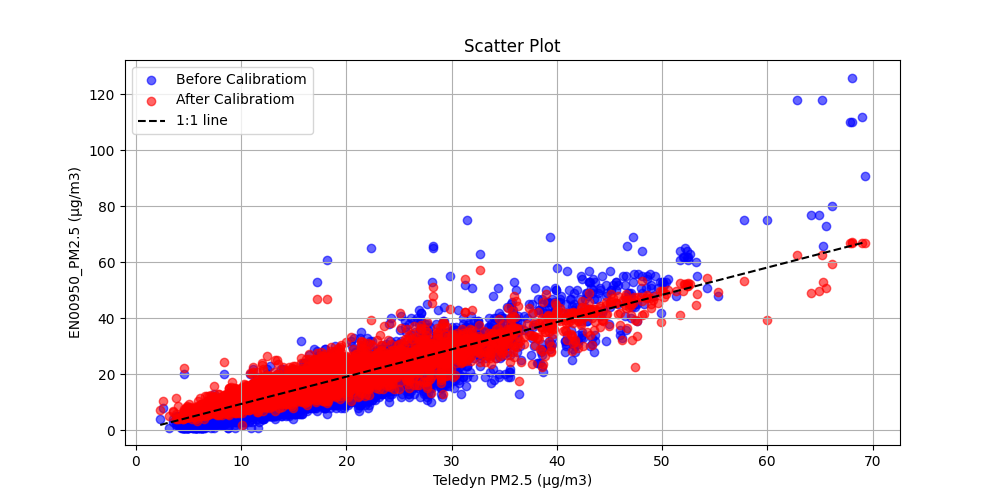 Scatter Plot
Before Calibratiom
After Calibratiom
1:1 line
EN00950_PM2.5 (μg/m3)
120
100
80
60
40
20
0
0 10 20 30 40 50 60 70
Teledyn PM2.5 (μg/m3)